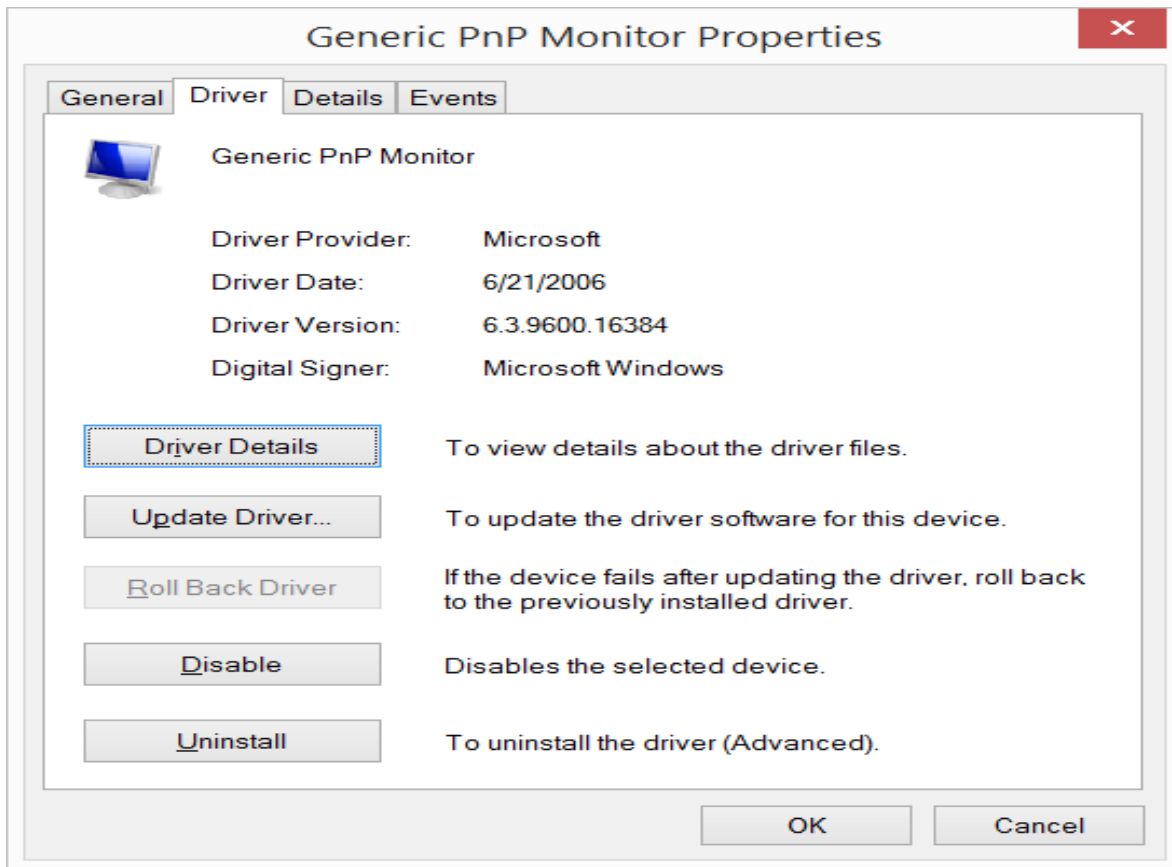 Generic PnP Monitor Properties
General Driver Details Events
Generic PnP Monitor
Driver Provider: Microsoft
Driver Date: 6/21/2006
Driver Version: 6.3.9600.16384
Digital Signer: Microsoft Windows
Driver Details To view details about the driver files.
Update Driver... To update the driver software for this device.
Roll Back Driver If the device fails after updating the driver, roll back
to the previously installed driver.
Disable Disables the selected device.
Uninstall To uninstall the driver (Advanced).
OK Cancel